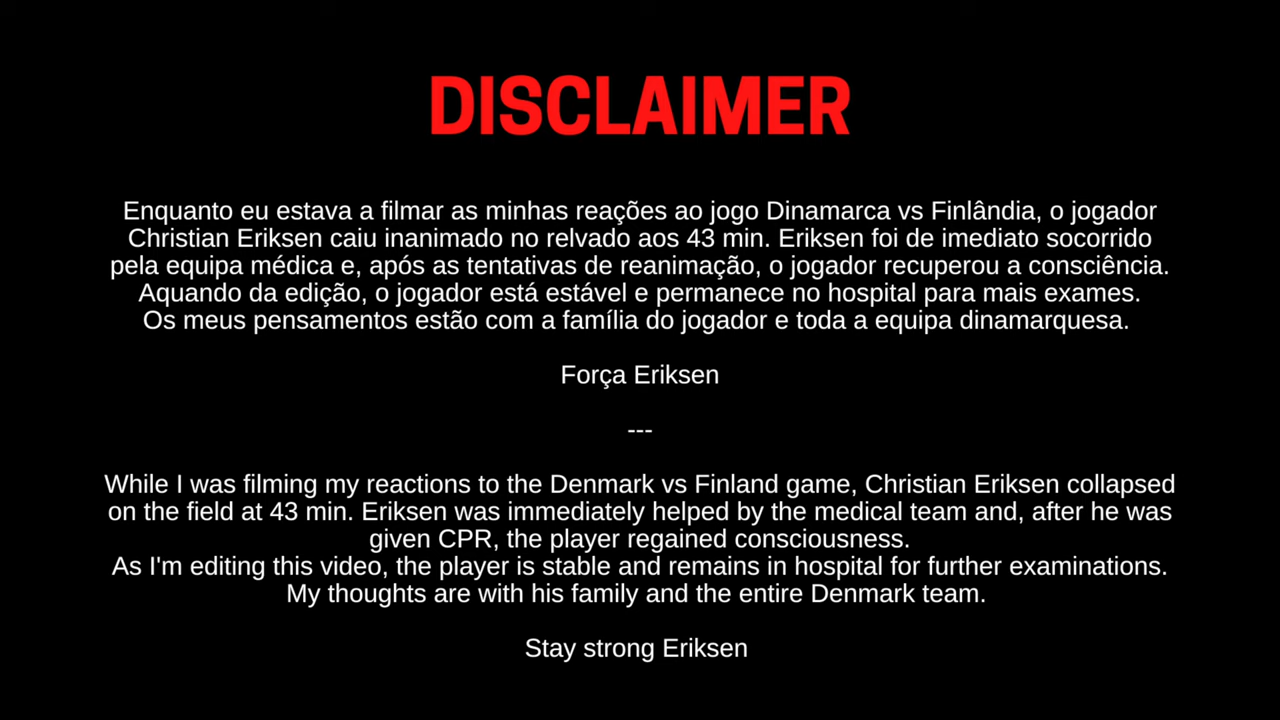 DISCLAIMER
Enquanto eu estava a filmar as minhas reações ao jogo Dinamarca vs Finlândia, o jogador
Christian Eriksen caiu inanimado no relvado aos 43 min. Eriksen foi de imediato socorrido
pela equipa médica e, após as tentativas de reanimação, o jogador recuperou a consciência.
Aquando da edição, o jogador está estável e permanece no hospital para mais exames.
Os meus pensamentos estão com a família do jogador e toda a equipa dinamarquesa.
Força Eriksen
---
While I was filming my reactions to the Denmark vs Finland game, Christian Eriksen collapsed
on the field at 43 min. Eriksen was immediately helped by the medical team and, after he was
given CPR, the player regained consciousness.
As I'm editing this video, the player is stable and remains in hospital for further examinations.
My thoughts are with his family and the entire Denmark team.
Stay strong Eriksen